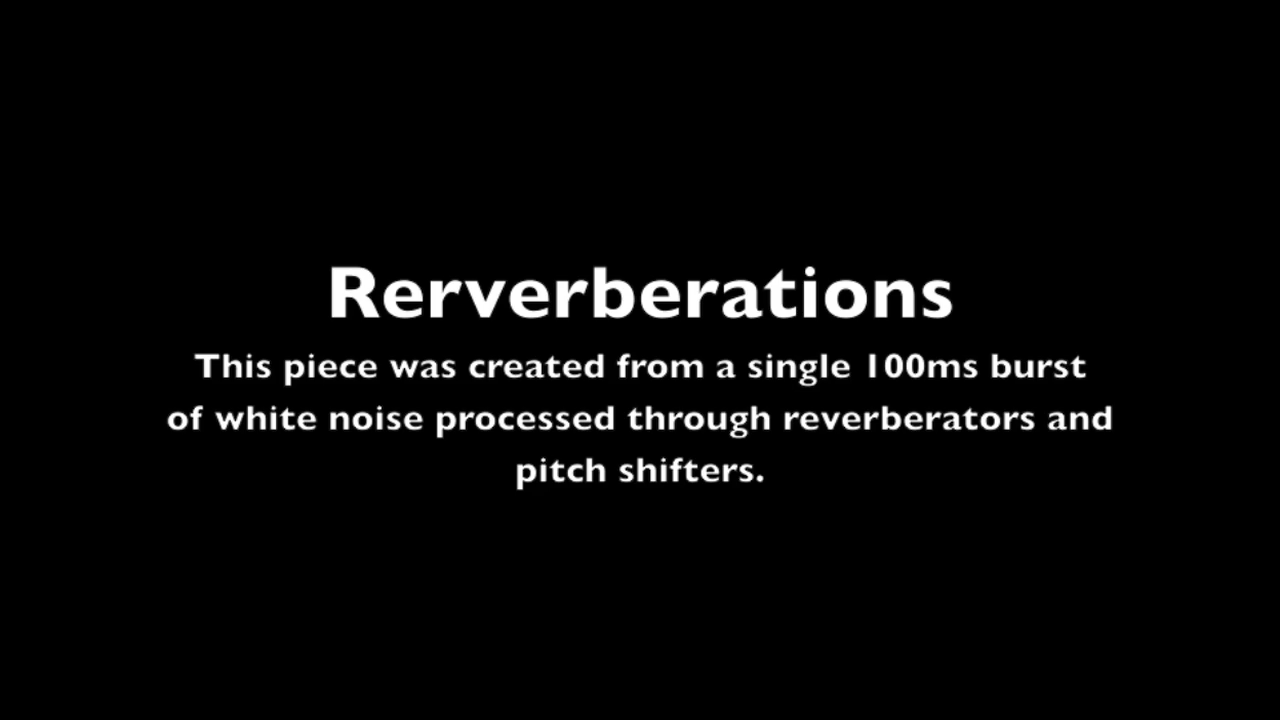 Rerverberations
This piece was created from a single 100ms burst
of white noise processed through reverberators and
pitch shifters.